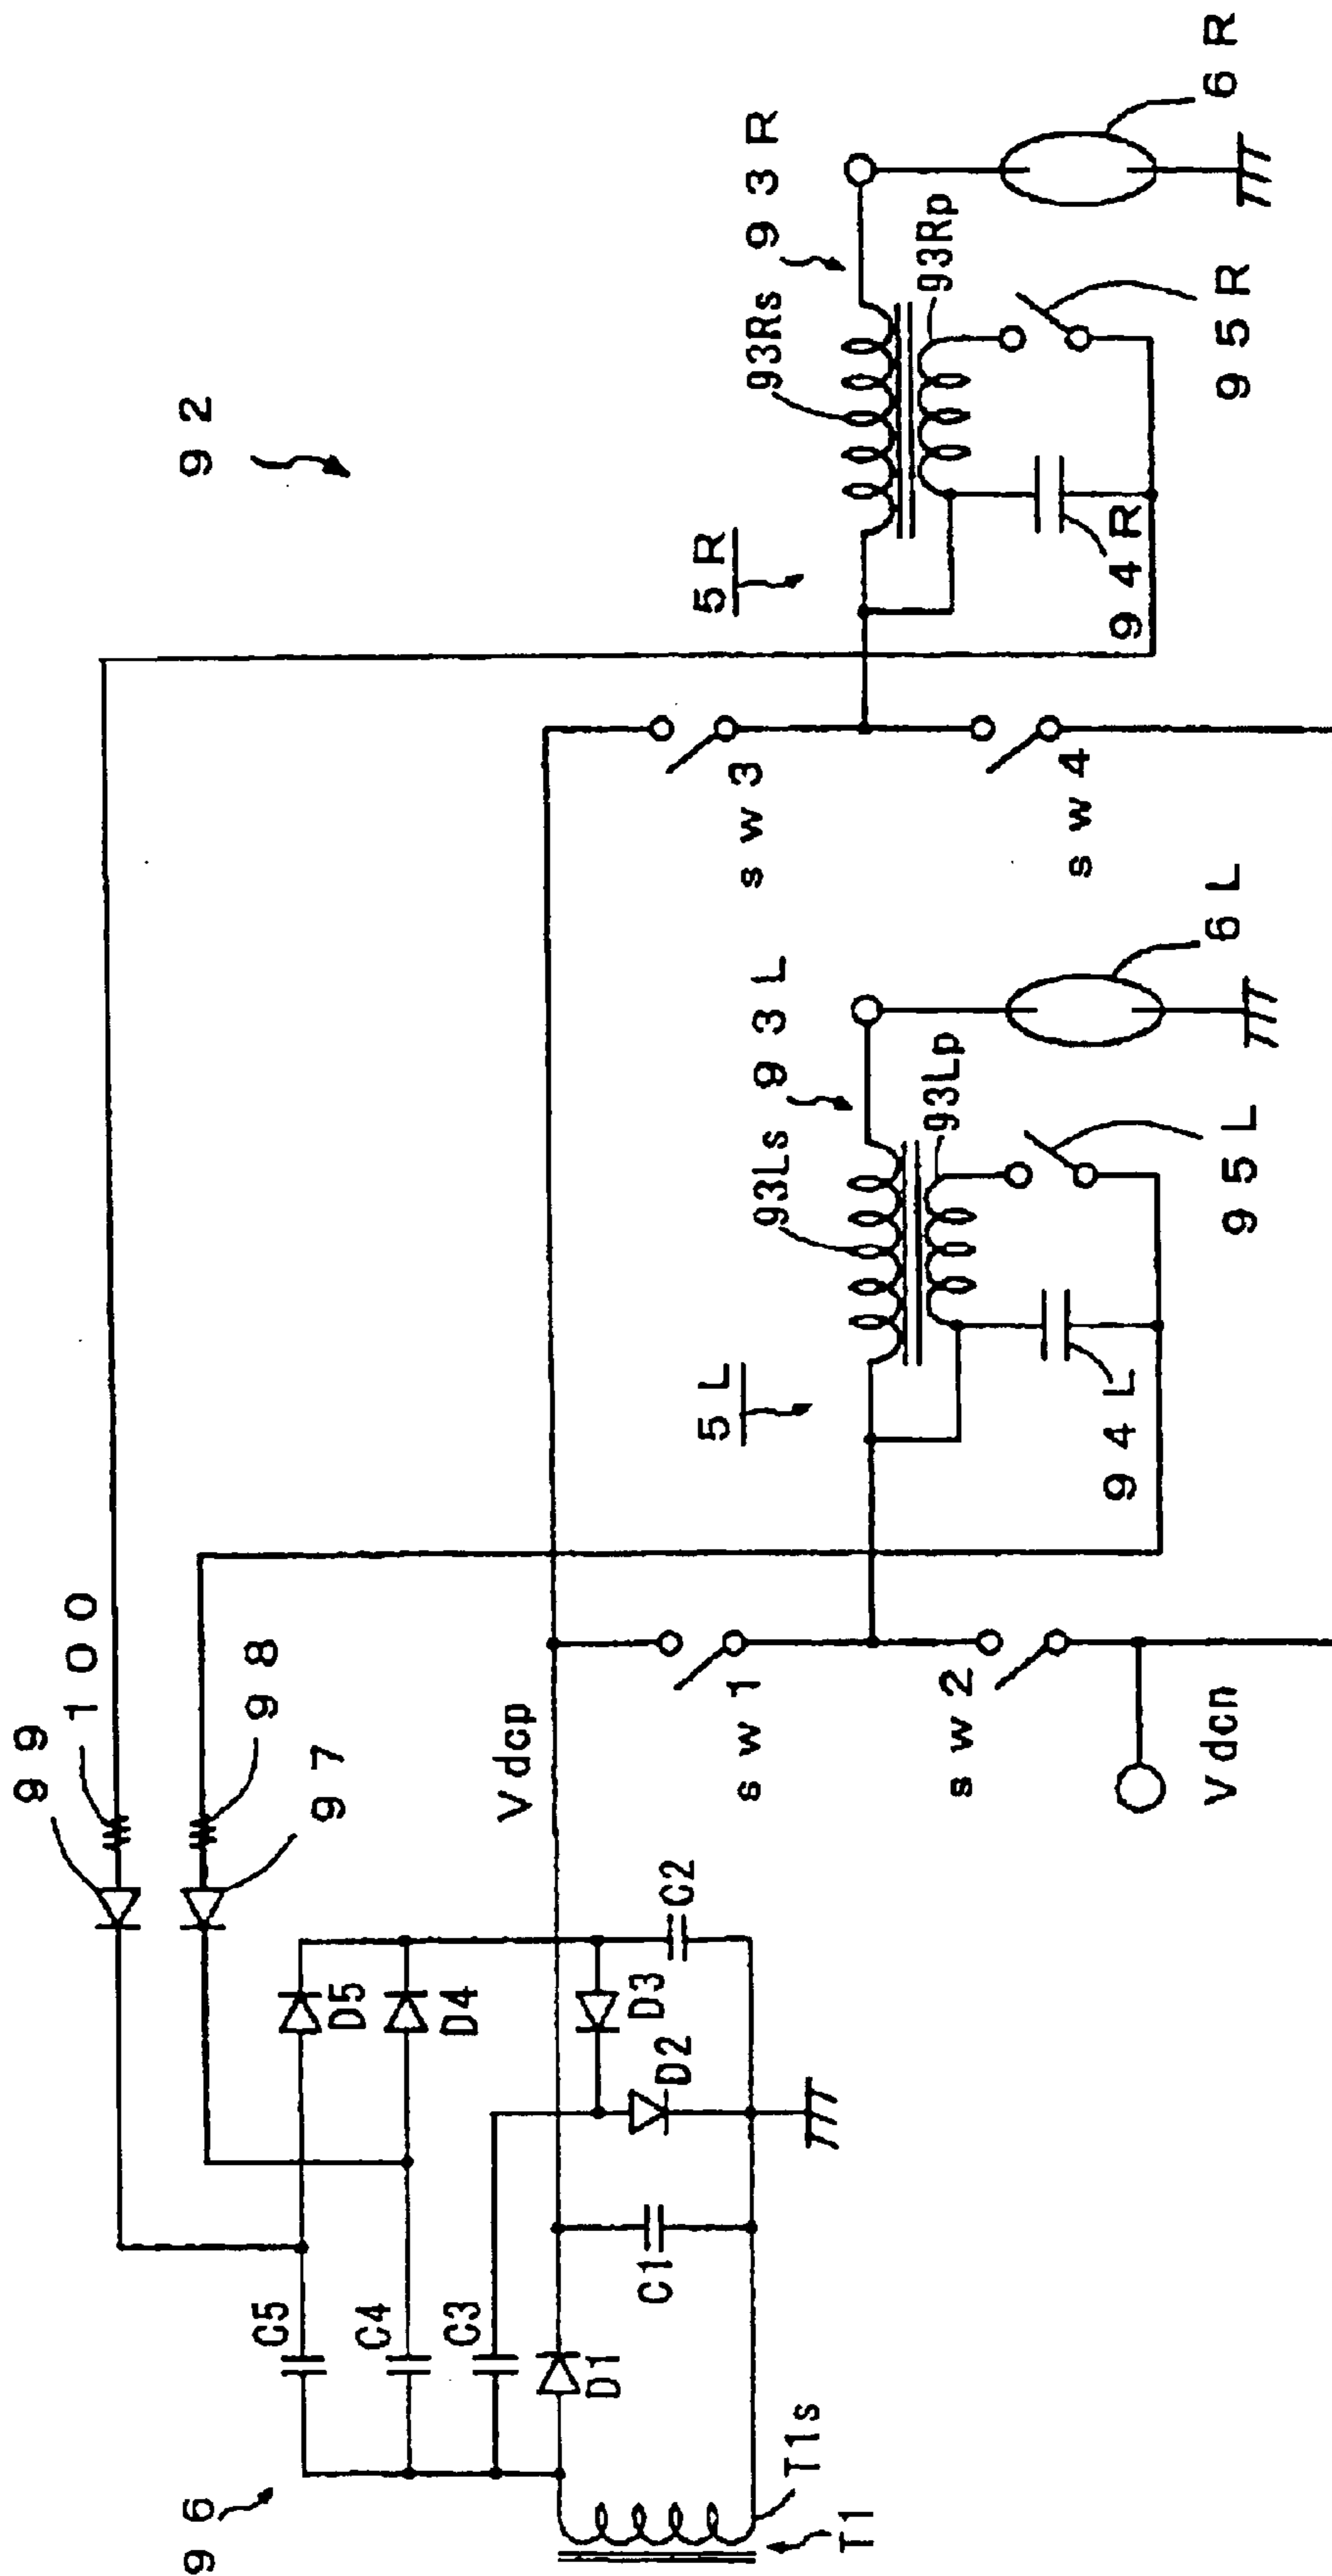 92
96
99
100
98
97
C5
C4
C3
D5
D4
D3
D2
C2
C1
D1
T1
T1s
Vdcp
Vdcn
sw1
sw2
sw3
sw4
5L
93L
93Ls
93Lp
94L
95L
6L
5R
93R
93Rs
93Rp
94R
95R
6R